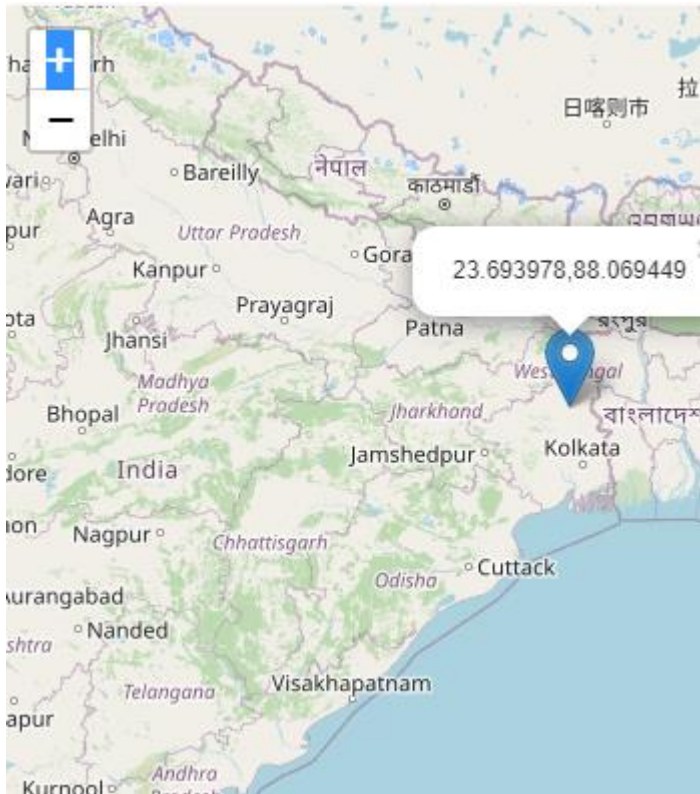 +
−
日喀则市
Bareilly
नेपाल
काठमाडौँ
Agra
Uttar Pradesh
23.693978,88.069449
Kanpur
Prayagraj
Patna
রংপুর
Jhansi
Madhya
Pradesh
Jharkhand
বাংলাদেশ
Bhopal
Kolkata
Jamshedpur
India
Nagpur
Chhattisgarh
Odisha
Cuttack
Nanded
Visakhapatnam
Telangana
Andhra
Kurnool